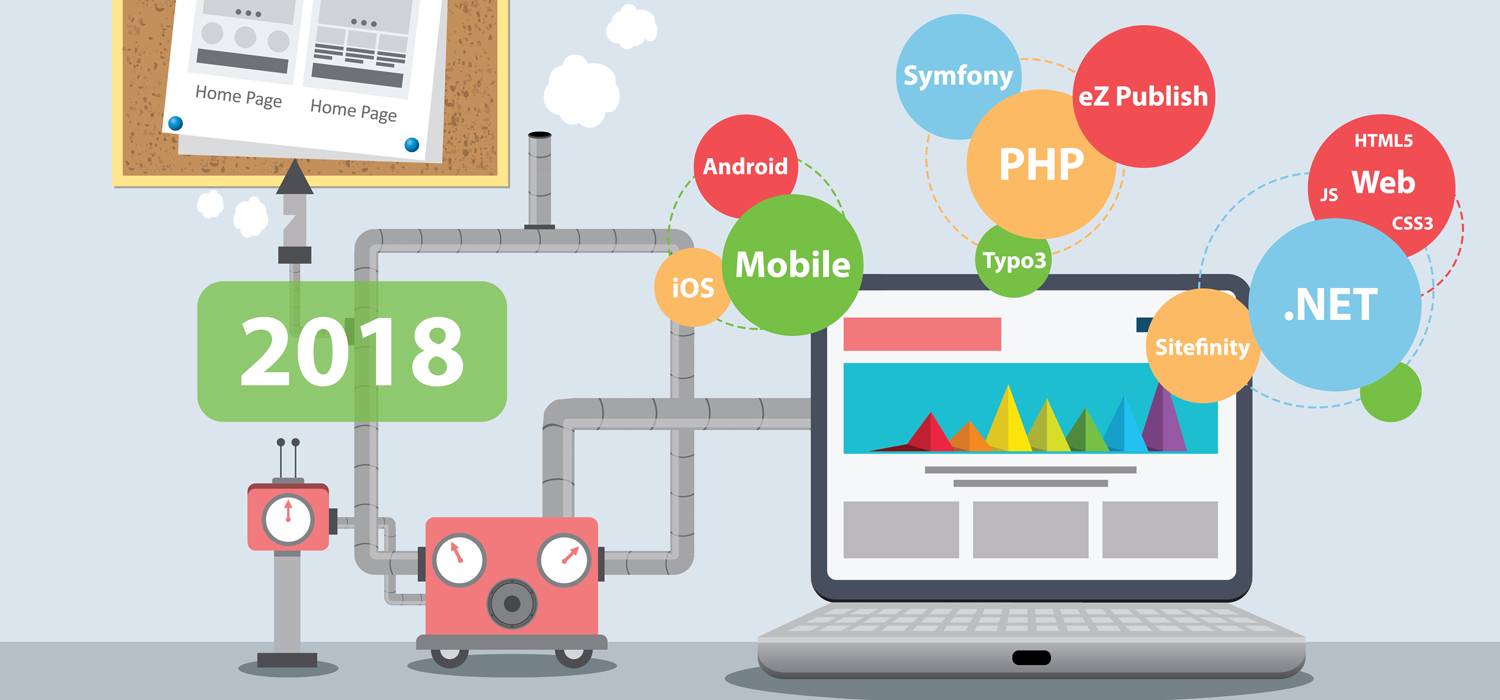 Home Page
Home Page
2018
Android
Mobile
iOS
Symfony
eZ Publish
PHP
Typo3
HTML5
JS
Web
CSS3
.NET
Sitefinity